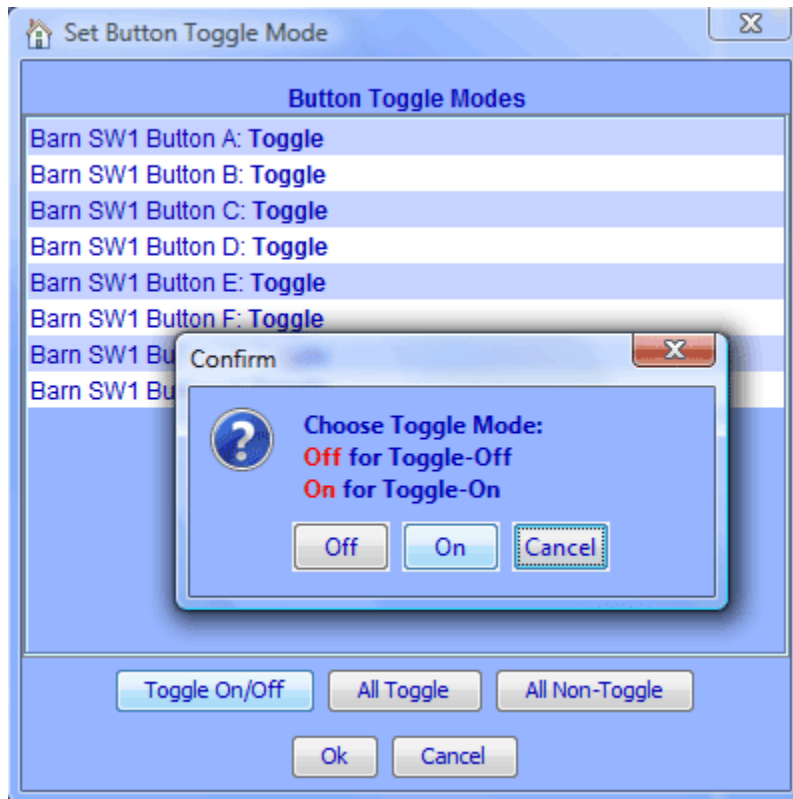 Set Button Toggle Mode
Button Toggle Modes
Barn SW1 Button A: Toggle
Barn SW1 Button B: Toggle
Barn SW1 Button C: Toggle
Barn SW1 Button D: Toggle
Barn SW1 Button E: Toggle
Barn SW1 Button F: Toggle
Barn SW1 Bu
Barn SW1 Bu
Confirm
Choose Toggle Mode:
Off for Toggle-Off
On for Toggle-On
Off On Cancel
Toggle On/Off All Toggle All Non-Toggle
Ok Cancel